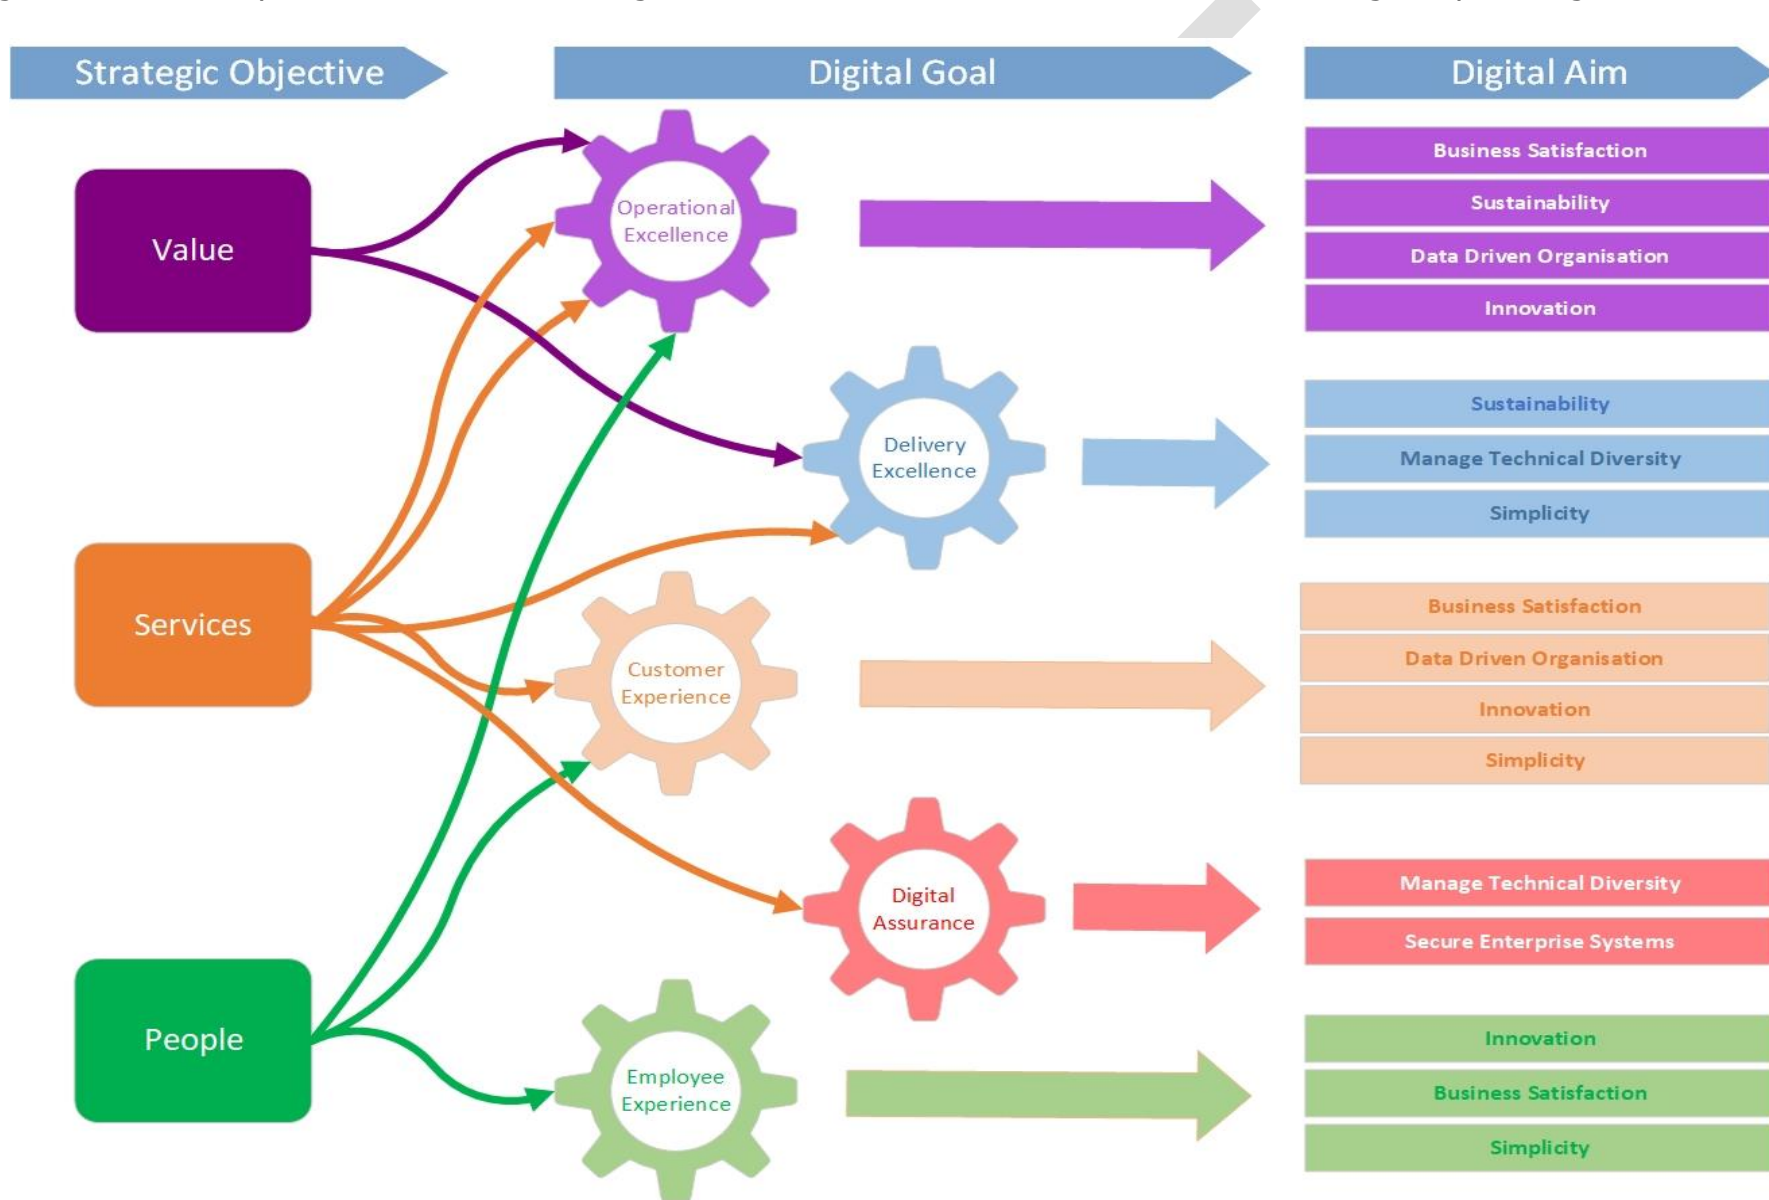 Strategic Objective
Digital Goal
Digital Aim
Value
Services
People
Operational
Excellence
Delivery
Excellence
Customer
Experience
Digital
Assurance
Employee
Experience
Business Satisfaction
Sustainability
Data Driven Organisation
Innovation
Sustainability
Manage Technical Diversity
Simplicity
Business Satisfaction
Data Driven Organisation
Innovation
Simplicity
Manage Technical Diversity
Secure Enterprise Systems
Innovation
Business Satisfaction
Simplicity